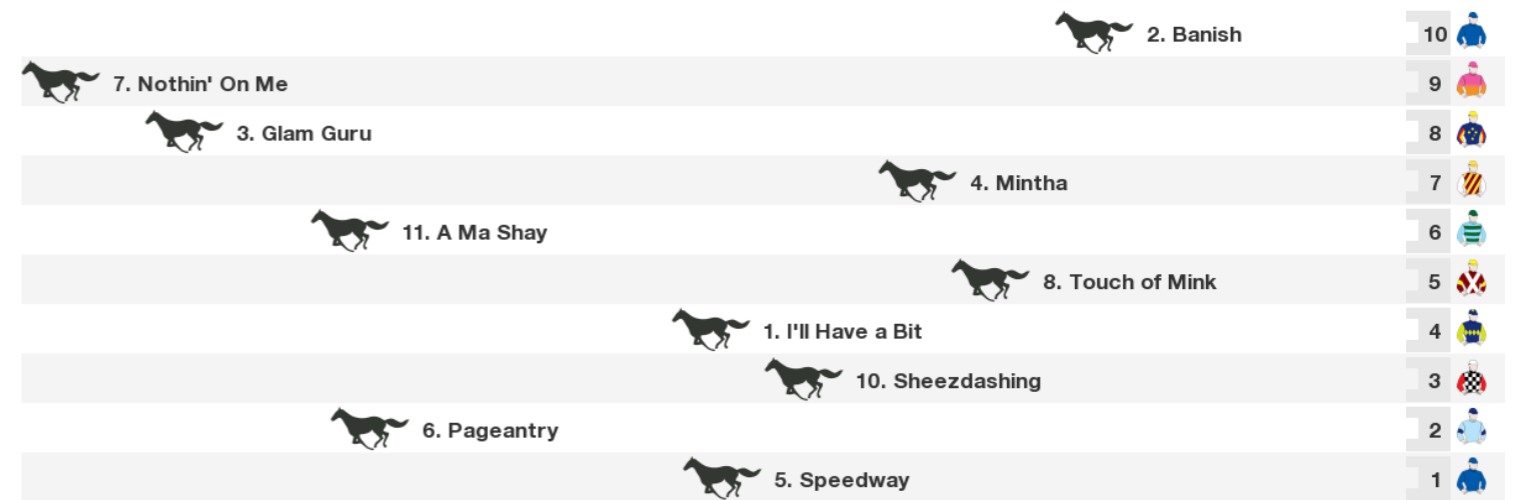 2. Banish 10
7. Nothin' On Me 9
3. Glam Guru 8
4. Mintha 7
11. A Ma Shay 6
8. Touch of Mink 5
1. I'll Have a Bit 4
10. Sheezdashing 3
6. Pageantry 2
5. Speedway 1